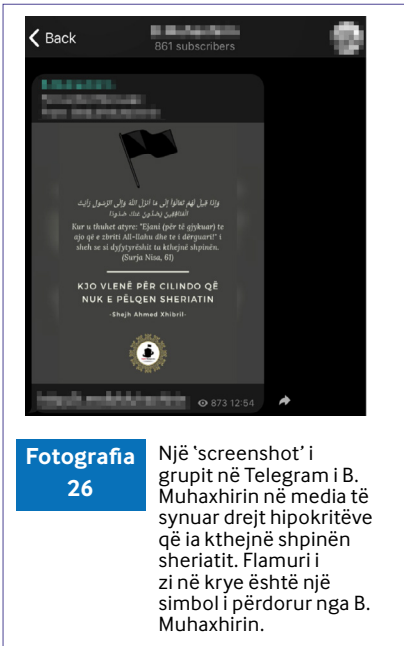 Back
861 subscribers
وَإِذَا قِيلَ لَهُمْ تَعَالَوْا إِلَىٰ مَا أَنْزَلَ اللَّهُ وَإِلَى الرَّسُولِ رَأَيْتَ
الْمُنَافِقِينَ يَصُدُّونَ عَنْكَ صُدُودًا
Kur u thuhet atyre: "Ejani (për të gjykuar) te
ajo që e zbriti All-llahu dhe te i dërguari!" i
sheh se si dyfytyrëshit ta kthejnë shpinën.
(Surja Nisa, 61)
KJO VLENË PËR CILINDO QË
NUK E PËLQEN SHERIATIN
-Shejh Ahmed Xhibril-
873 12:54
Fotografia
26
Një 'screenshot' i
grupit në Telegram i B.
Muhaxhirin në media të
synuar drejt hipokritëve
që ia kthejnë shpinën
sheriatit. Flamuri i
zi në krye është një
simbol i përdorur nga B.
Muhaxhirin.